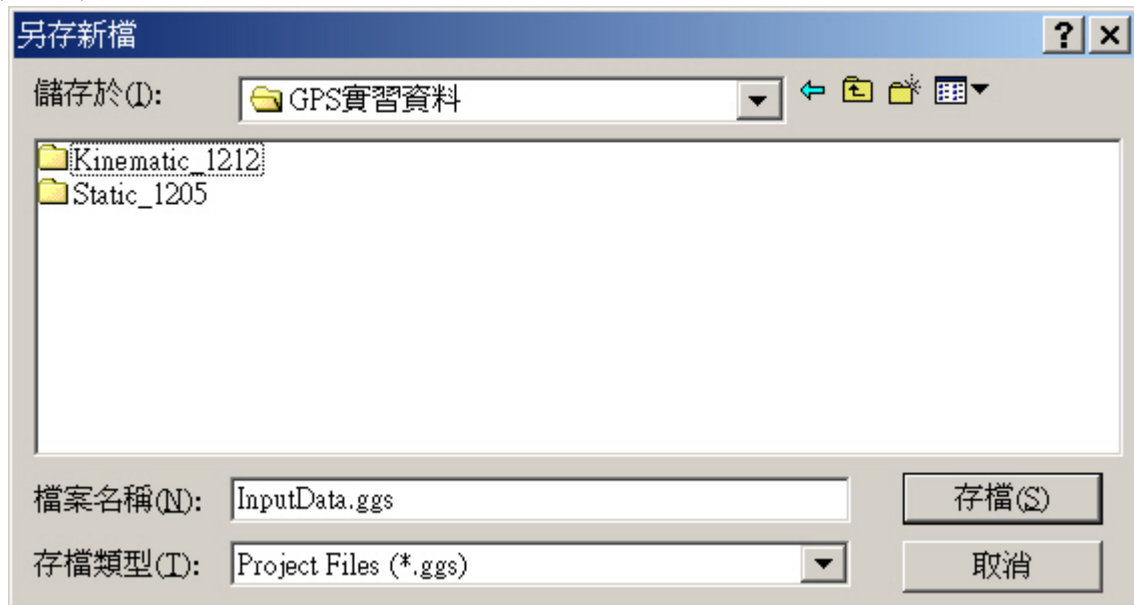 另存新檔
儲存於(I): GPS實習資料
Kinematic_1212
Static_1205
檔案名稱(N): InputData.ggs 存檔(S)
存檔類型(T): Project Files (*.ggs) 取消